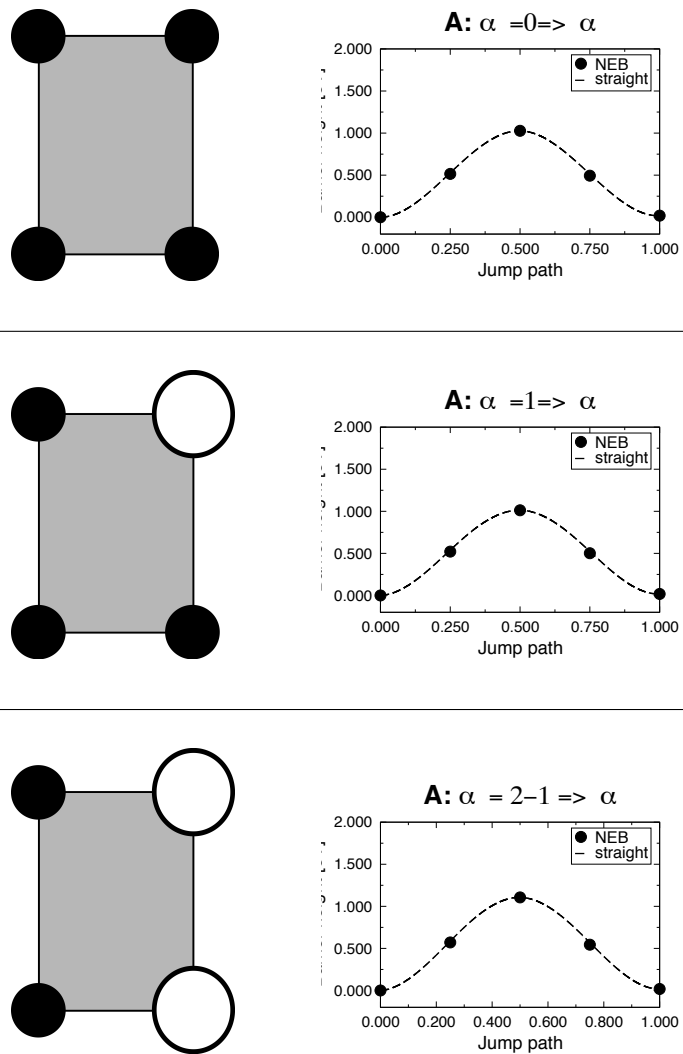 A: α =0=> α
2.000
NEB
straight
1.500
1.000
0.500
0.000
0.000 0.250 0.500 0.750 1.000
Jump path
A: α =1=> α
2.000
NEB
straight
1.500
1.000
0.500
0.000
0.000 0.250 0.500 0.750 1.000
Jump path
A: α = 2−1 => α
2.000
NEB
straight
1.500
1.000
0.500
0.000
0.000 0.200 0.400 0.600 0.800 1.000
Jump path